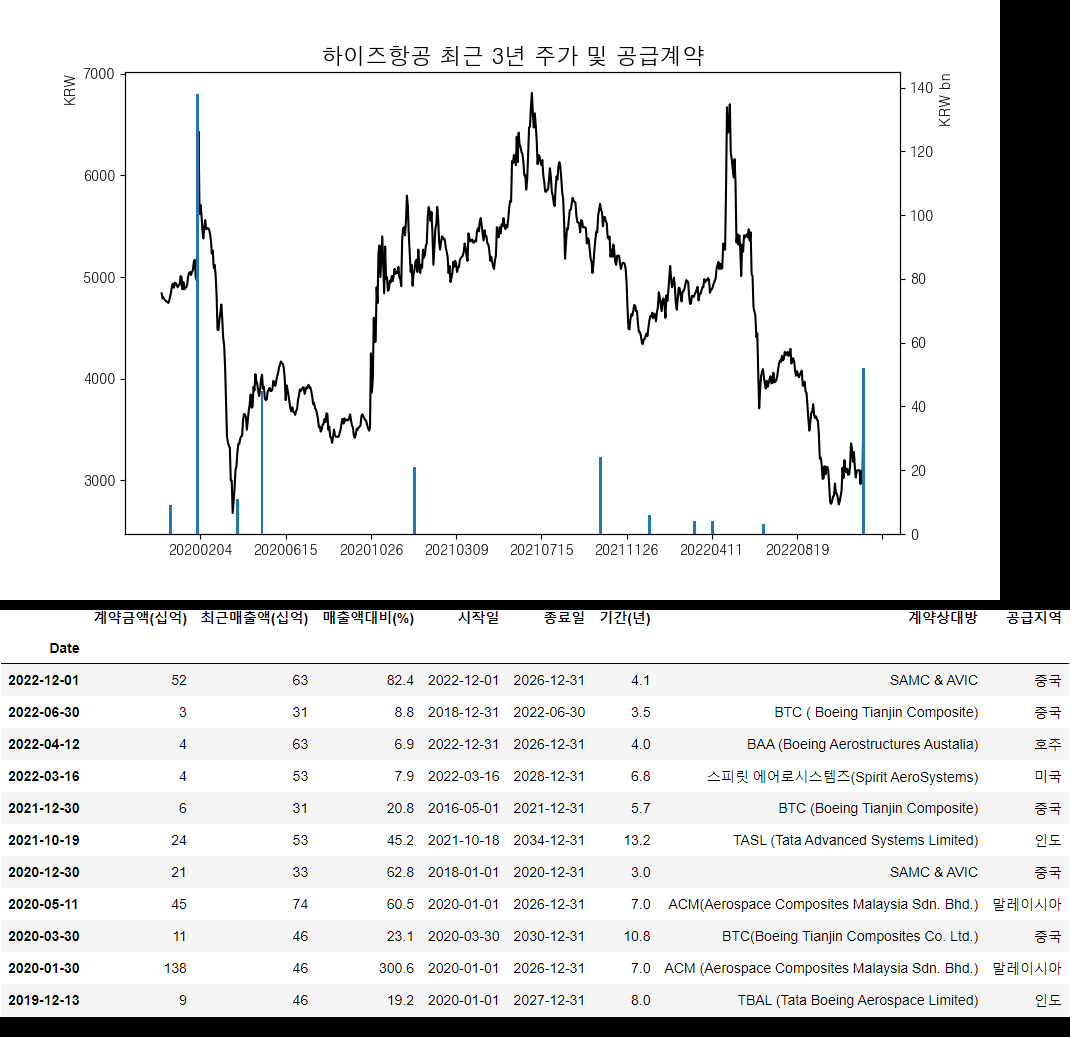 하이즈항공 최근 3년 주가 및 공급계약
KRW
KRW bn
7000
6000
5000
4000
3000
140
120
100
80
60
40
20
0
20200204 20200615 20201026 20210309 20210715 20211126 20220411 20220819
계약금액(십억) 최근매출액(십억) 매출액대비(%) 시작일 종료일 기간(년) 계약상대방 공급지역
Date
2022-12-01 52 63 82.4 2022-12-01 2026-12-31 4.1 SAMC & AVIC 중국
2022-06-30 3 31 8.8 2018-12-31 2022-06-30 3.5 BTC ( Boeing Tianjin Composite) 중국
2022-04-12 4 63 6.9 2022-12-31 2026-12-31 4.0 BAA (Boeing Aerostructures Austalia) 호주
2022-03-16 4 53 7.9 2022-03-16 2028-12-31 6.8 스피릿 에어로시스템즈(Spirit AeroSystems) 미국
2021-12-30 6 31 20.8 2016-05-01 2021-12-31 5.7 BTC (Boeing Tianjin Composite) 중국
2021-10-19 24 53 45.2 2021-10-18 2034-12-31 13.2 TASL (Tata Advanced Systems Limited) 인도
2020-12-30 21 33 62.8 2018-01-01 2020-12-31 3.0 SAMC & AVIC 중국
2020-05-11 45 74 60.5 2020-01-01 2026-12-31 7.0 ACM(Aerospace Composites Malaysia Sdn. Bhd.) 말레이시아
2020-03-30 11 46 23.1 2020-03-30 2030-12-31 10.8 BTC(Boeing Tianjin Composites Co. Ltd.) 중국
2020-01-30 138 46 300.6 2020-01-01 2026-12-31 7.0 ACM (Aerospace Composites Malaysia Sdn. Bhd.) 말레이시아
2019-12-13 9 46 19.2 2020-01-01 2027-12-31 8.0 TBAL (Tata Boeing Aerospace Limited) 인도